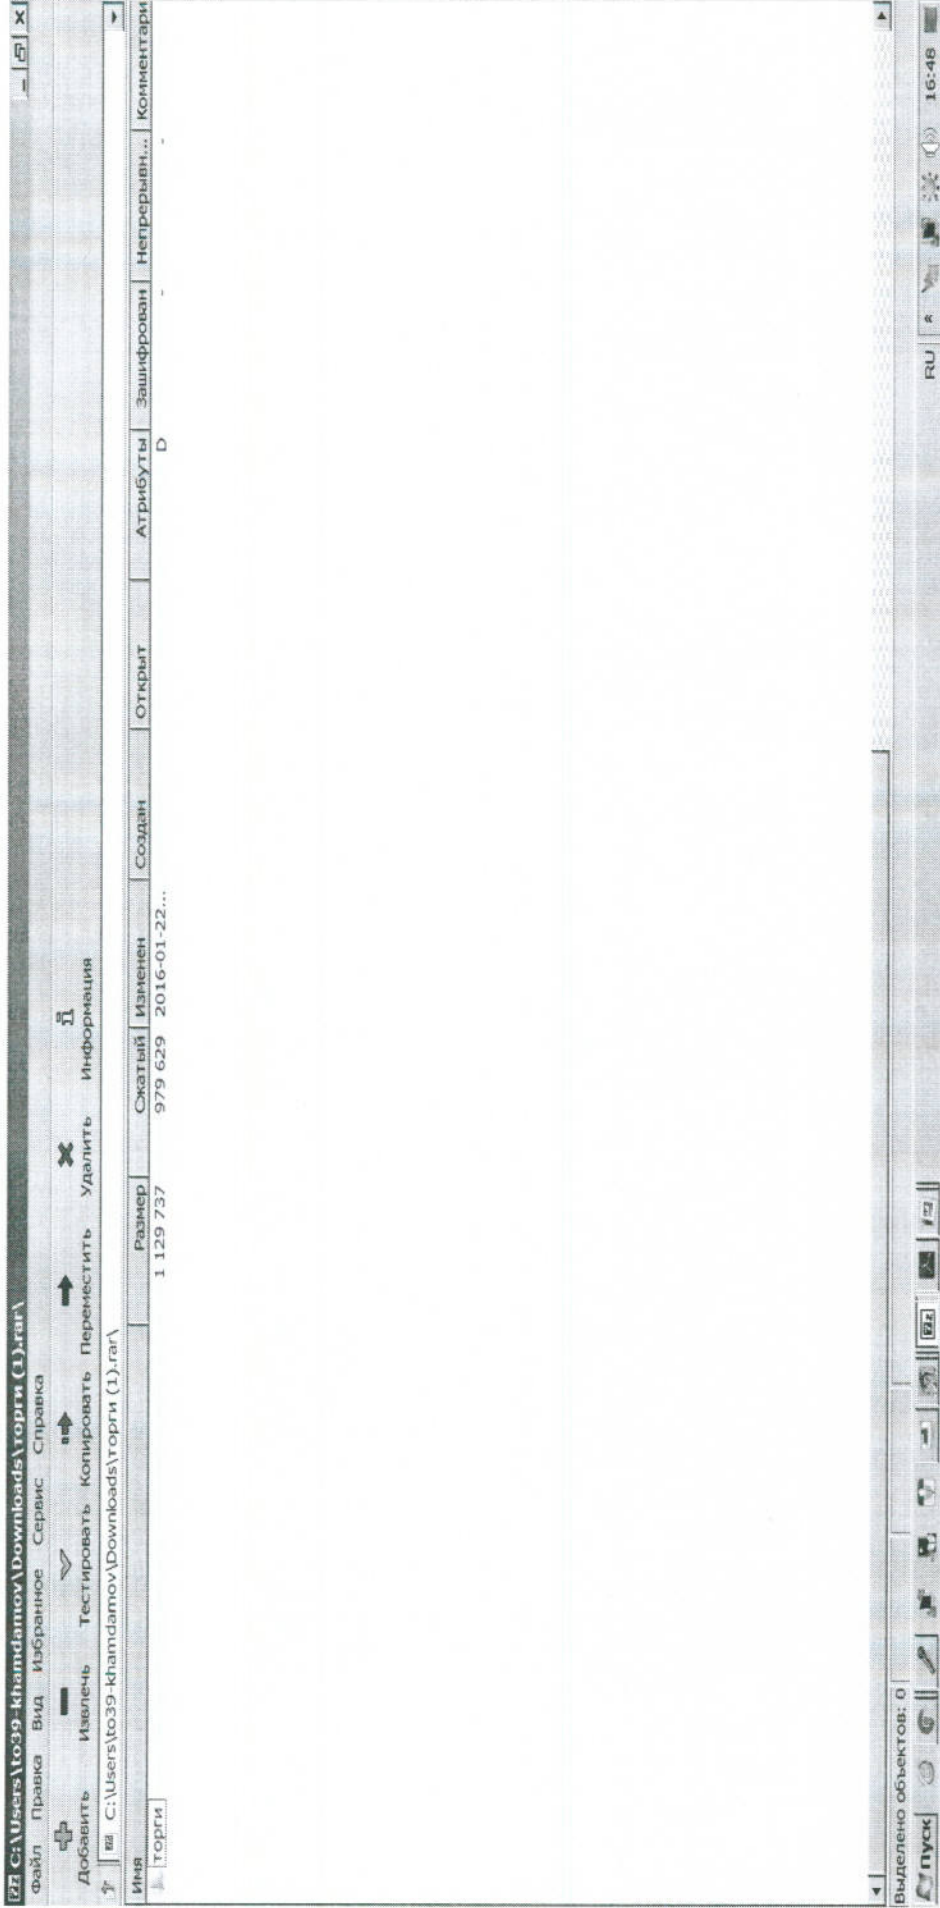 C:\Users\to39-khamdamov\Downloads\торги (1).rar\
Файл Правка Вид Избранное Сервис Справка
Добавить Извлечь Тестировать Копировать Переместить Удалить Информация
C:\Users\to39-khamdamov\Downloads\торги (1).rar\
Имя Размер Сжатый Изменен Создан Открыт Атрибуты Зашифрован Непрерывн... Комментари
торги 1 129 737 979 629 2016-01-22... D - -
Выделено объектов: 0
Пуск RU « 16:48